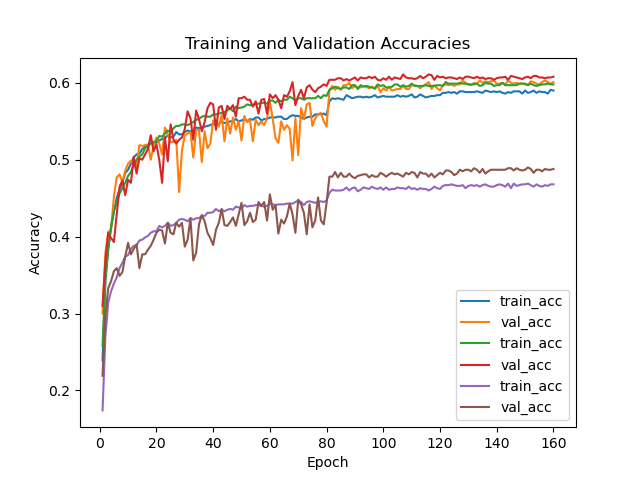 Training and Validation Accuracies
Accuracy
0.6
0.5
0.4
0.3
0.2
train_acc
val_acc
train_acc
val_acc
train_acc
val_acc
0 20 40 60 80 100 120 140 160
Epoch